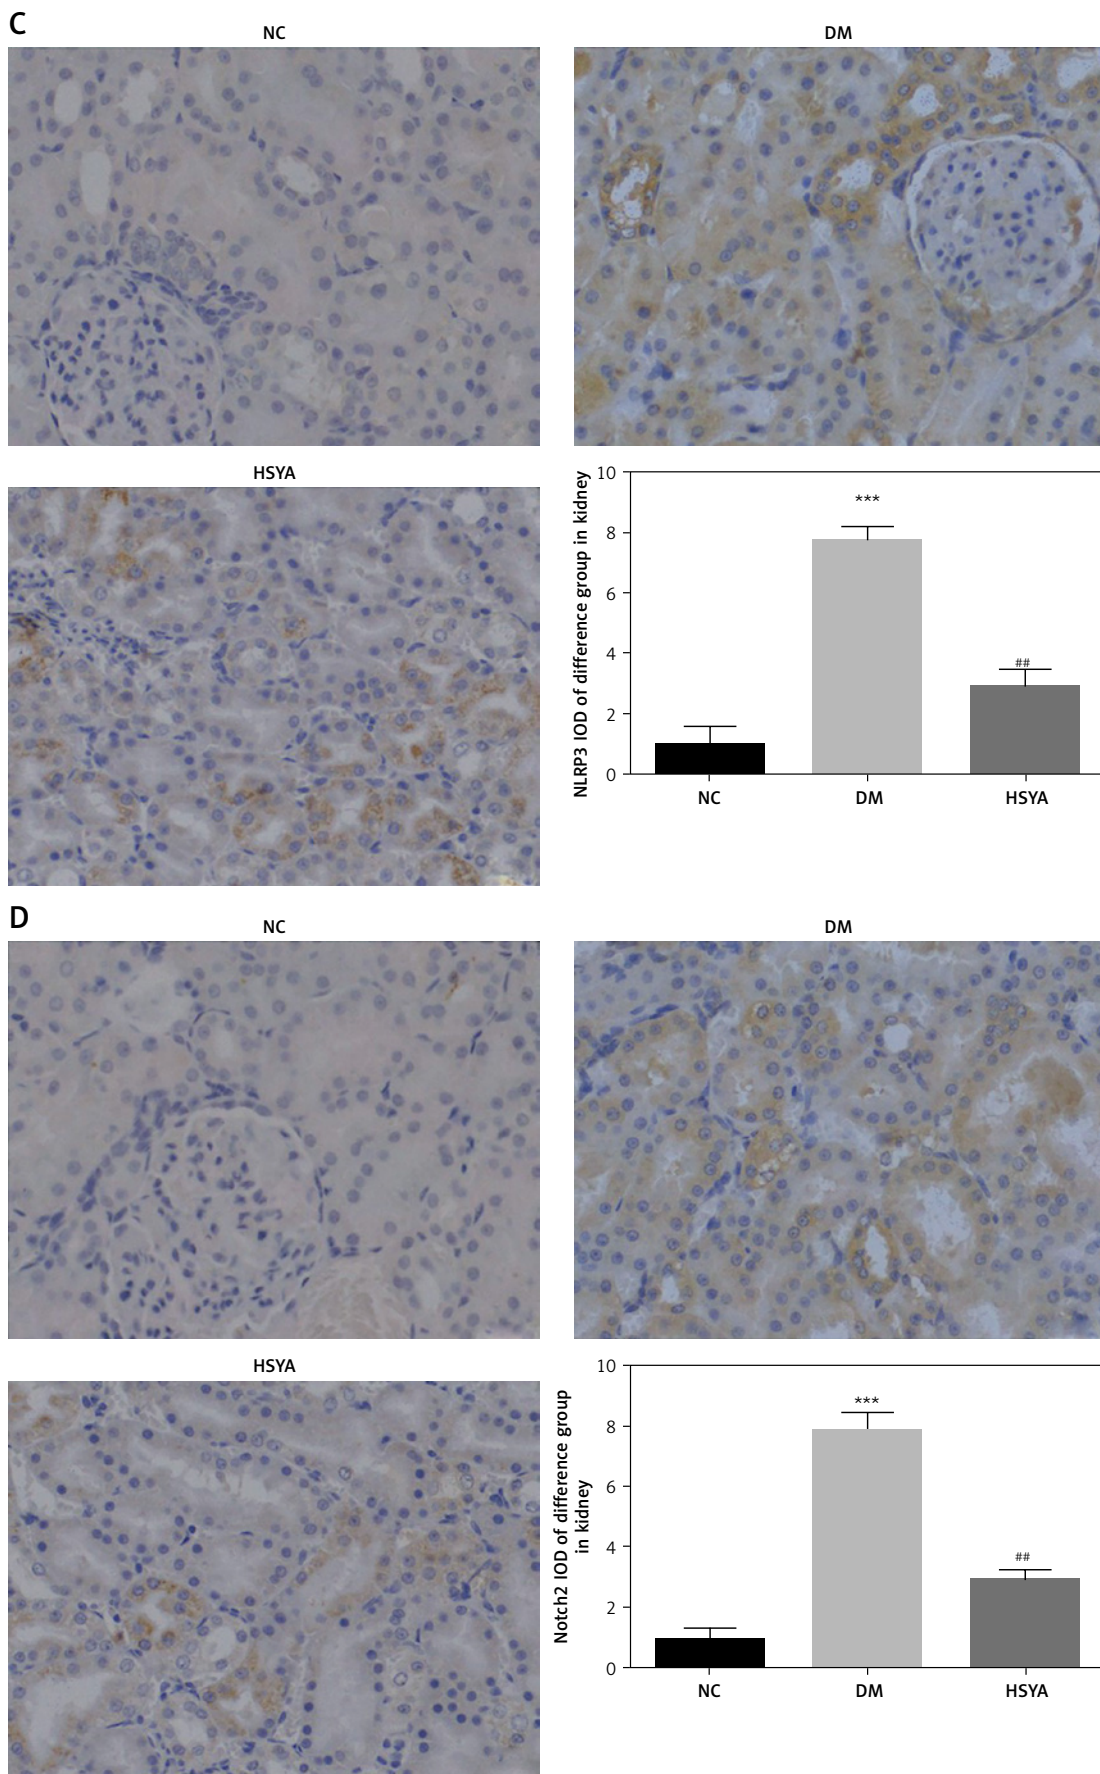 C
NC
DM
HSYA
NLRP3 IOD of difference group in kidney
10
8
6
4
2
0
***
##
NC
DM
HSYA
D
NC
DM
HSYA
Notch2 IOD of difference group
in kidney
10
8
6
4
2
0
***
##
NC
DM
HSYA